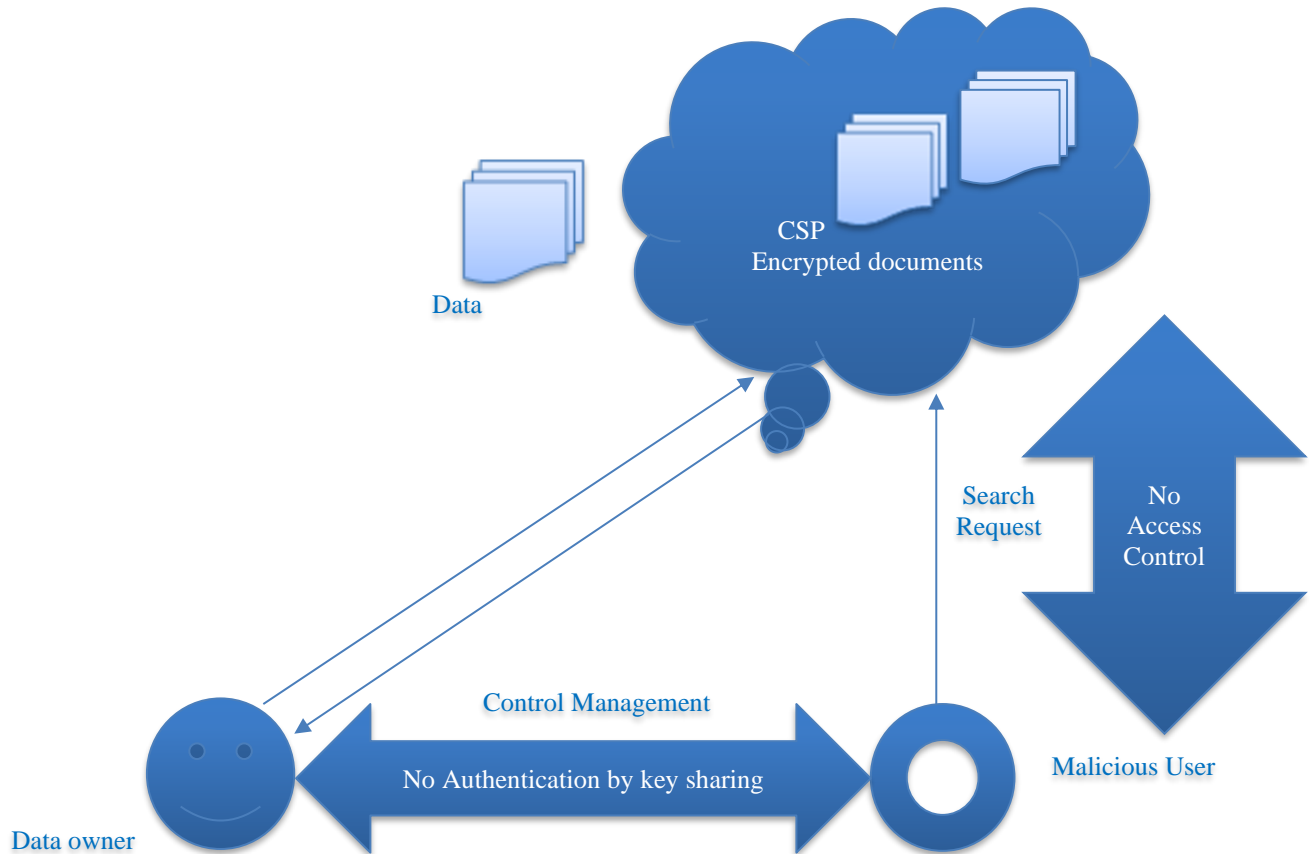 CSP
Encrypted documents
Data
Search
Request
No
Access
Control
Control Management
No Authentication by key sharing
Malicious User
Data owner